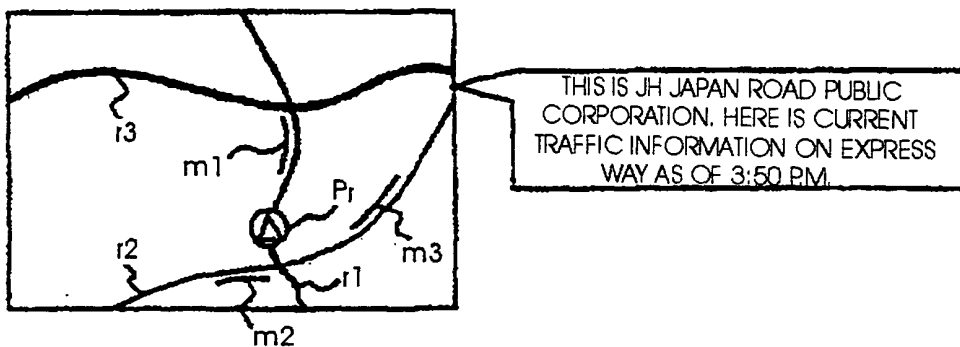 THIS IS JH JAPAN ROAD PUBLIC
CORPORATION. HERE IS CURRENT
TRAFFIC INFORMATION ON EXPRESS
WAY AS OF 3:50 P.M.
r3
m1
Pr
m3
r2
r1
m2